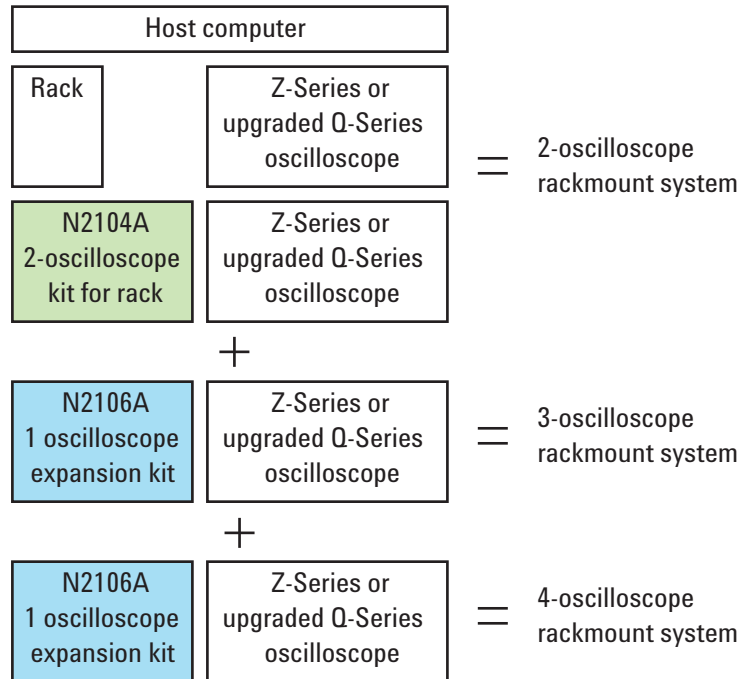 Host computer
Rack
Z-Series or
upgraded Q-Series
oscilloscope
=
2-oscilloscope
rackmount system
N2104A
2-oscilloscope
kit for rack
Z-Series or
upgraded Q-Series
oscilloscope
+
N2106A
1 oscilloscope
expansion kit
Z-Series or
upgraded Q-Series
oscilloscope
=
3-oscilloscope
rackmount system
+
N2106A
1 oscilloscope
expansion kit
Z-Series or
upgraded Q-Series
oscilloscope
=
4-oscilloscope
rackmount system